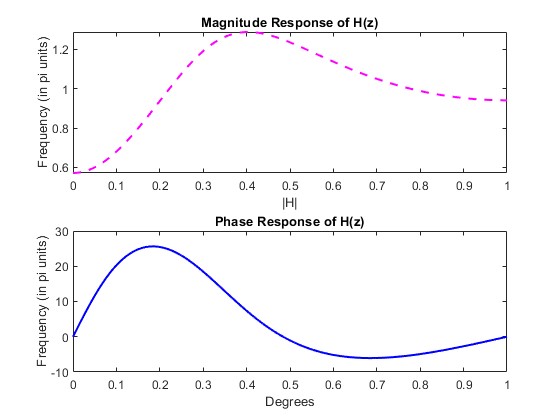 Magnitude Response of H(z)
Frequency (in pi units)
1.2
1
0.8
0.6
0 0.1 0.2 0.3 0.4 0.5 0.6 0.7 0.8 0.9 1
|H|
Phase Response of H(z)
Frequency (in pi units)
30
20
10
0
-10
0 0.1 0.2 0.3 0.4 0.5 0.6 0.7 0.8 0.9 1
Degrees